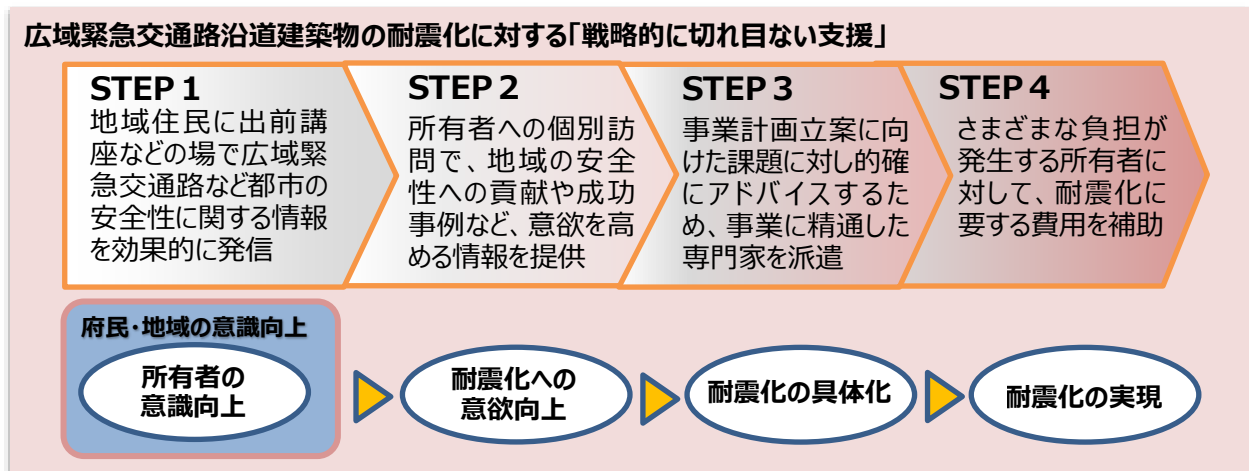 広域緊急交通路沿道建築物の耐震化に対する「戦略的に切れ目ない支援」
STEP１
地域住民に出前講
座などの場で広域緊
急交通路など都市の
安全性に関する情報
を効果的に発信
STEP２
所有者への個別訪
問で、地域の安全
性への貢献や成功
事例など、意欲を高
める情報を提供
STEP３
事業計画立案に向
けた課題に対し的確
にアドバイスするた
め、事業に精通した
専門家を派遣
STEP４
さまざまな負担が
発生する所有者に
対して、耐震化に
要する費用を補助
府民・地域の意識向上
所有者の
意識向上
耐震化への
意欲向上
耐震化の具体化
耐震化の実現